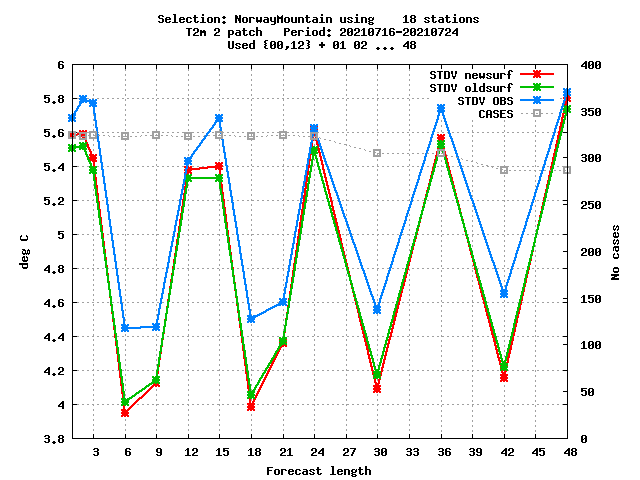 Selection: NorwayMountain using    18 stations
T2m 2 patch   Period: 20210716-20210724
Used {00,12} + 01 02 ... 48
STDV newsurf
STDV oldsurf
STDV OBS
CASES
6
5.8
5.6
5.4
5.2
5
4.8
4.6
4.4
4.2
4
3.8
deg C
400
350
300
250
200
150
100
50
0
No cases
3 6 9 12 15 18 21 24 27 30 33 36 39 42 45 48
Forecast length